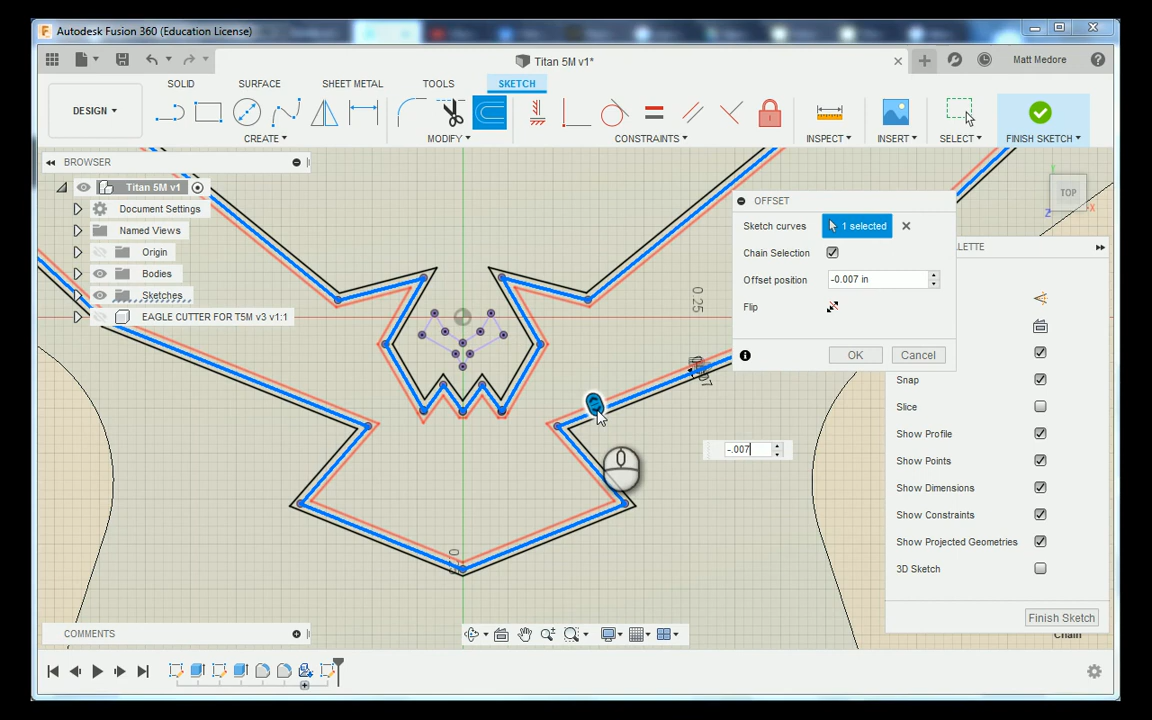 Autodesk Fusion 360 (Education License)
Titan 5M v1*
Matt Medore
SOLID
SURFACE
SHEET METAL
TOOLS
SKETCH
DESIGN
CREATE
MODIFY
CONSTRAINTS
INSPECT
INSERT
SELECT
FINISH SKETCH
BROWSER
Titan 5M v1
Document Settings
Named Views
Origin
Bodies
Sketches
EAGLE CUTTER FOR T5M v3 v1:1
TOP
X
Y
Z
OFFSET
Sketch curves
1 selected
Chain Selection
Offset position
-0.007 in
Flip
OK
Cancel
LETTE
Snap
Slice
Show Profile
Show Points
Show Dimensions
Show Constraints
Show Projected Geometries
3D Sketch
Finish Sketch
Chain
0.25
-.007
COMMENTS